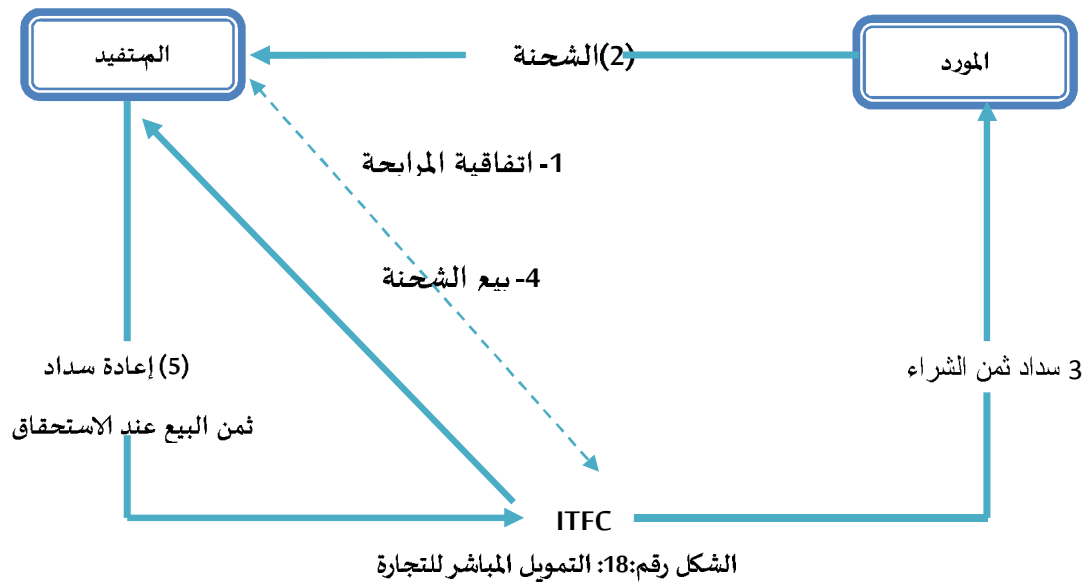 المورد
(2)الشحنة
المستفيد
1- اتفاقية المرابحة
4- بيع الشحنة
3 سداد ثمن الشراء
(5) إعادة سداد
ثمن البيع عند الاستحقاق
ITFC
الشكل رقم:18: التمويل المباشر للتجارة